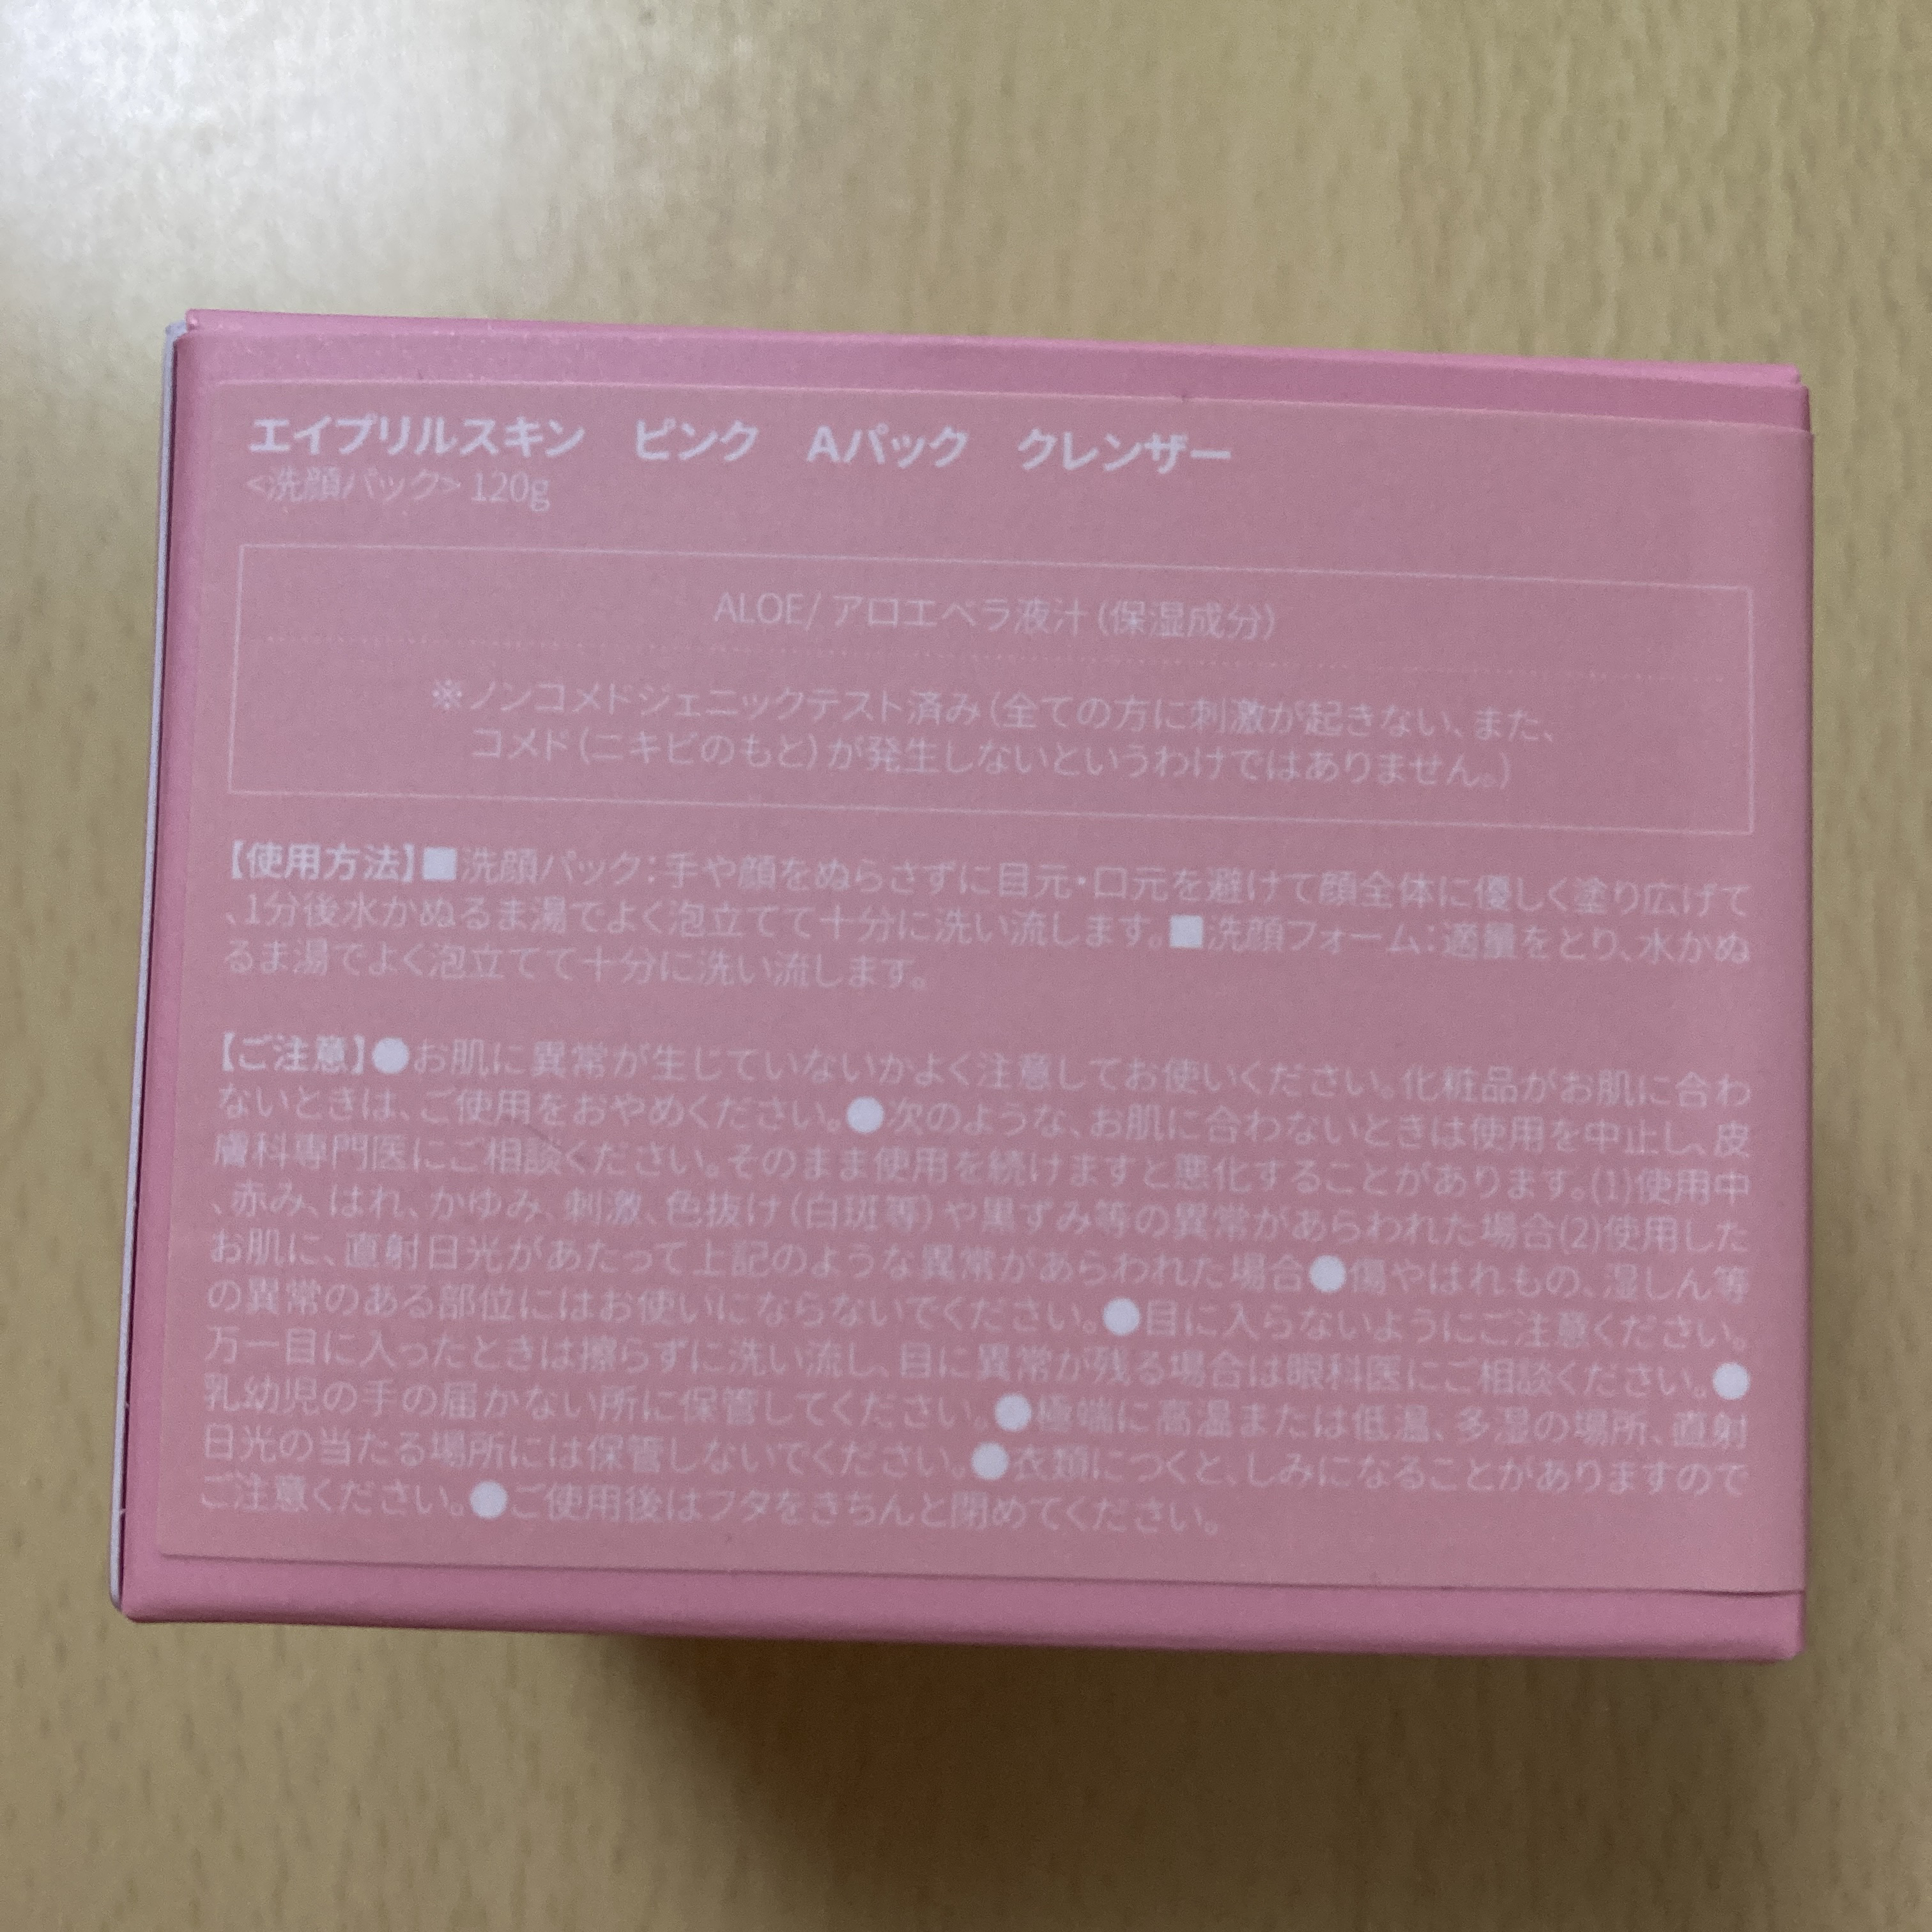 エイプリルスキン　ピンク　Aパック　クレンザー
<洗顔パック> 120g
ALOE/ アロエベラ液汁 (保湿成分)
※ノンコメドジェニックテスト済み (全ての方に刺激が起きない、また、
コメド (ニキビのもと) が発生しないというわけではありません。)
【使用方法】■洗顔パック：手や顔をぬらさずに目元・口元を避けて顔全体に優しく塗り広げて
、1分後水かぬるま湯でよく泡立てて十分に洗い流します。■洗顔フォーム：適量をとり、水かぬ
るま湯でよく泡立てて十分に洗い流します。
【ご注意】●お肌に異常が生じていないかよく注意してお使いください。化粧品がお肌に合わ
ないときは、ご使用をおやめください。●次のような、お肌に合わないときは使用を中止し、皮
膚科専門医にご相談ください。そのまま使用を続けますと悪化することがあります。(1)使用中
、赤み、はれ、かゆみ、刺激、色抜け (白斑等) や黒ずみ等の異常があらわれた場合(2)使用した
お肌に、直射日光があたって上記のような異常があらわれた場合●傷やはれもの、湿しん等
の異常のある部位にはお使いにならないでください。●目に入らないようにご注意ください。
万一目に入ったときは擦らずに洗い流し、目に異常が残る場合は眼科医にご相談ください。●
乳幼児の手の届かない所に保管してください。●極端に高温または低温、多湿の場所、直射
日光の当たる場所には保管しないでください。●衣類につくと、しみになることがありますので
ご注意ください。●ご使用後はフタをきちんと閉めてください。